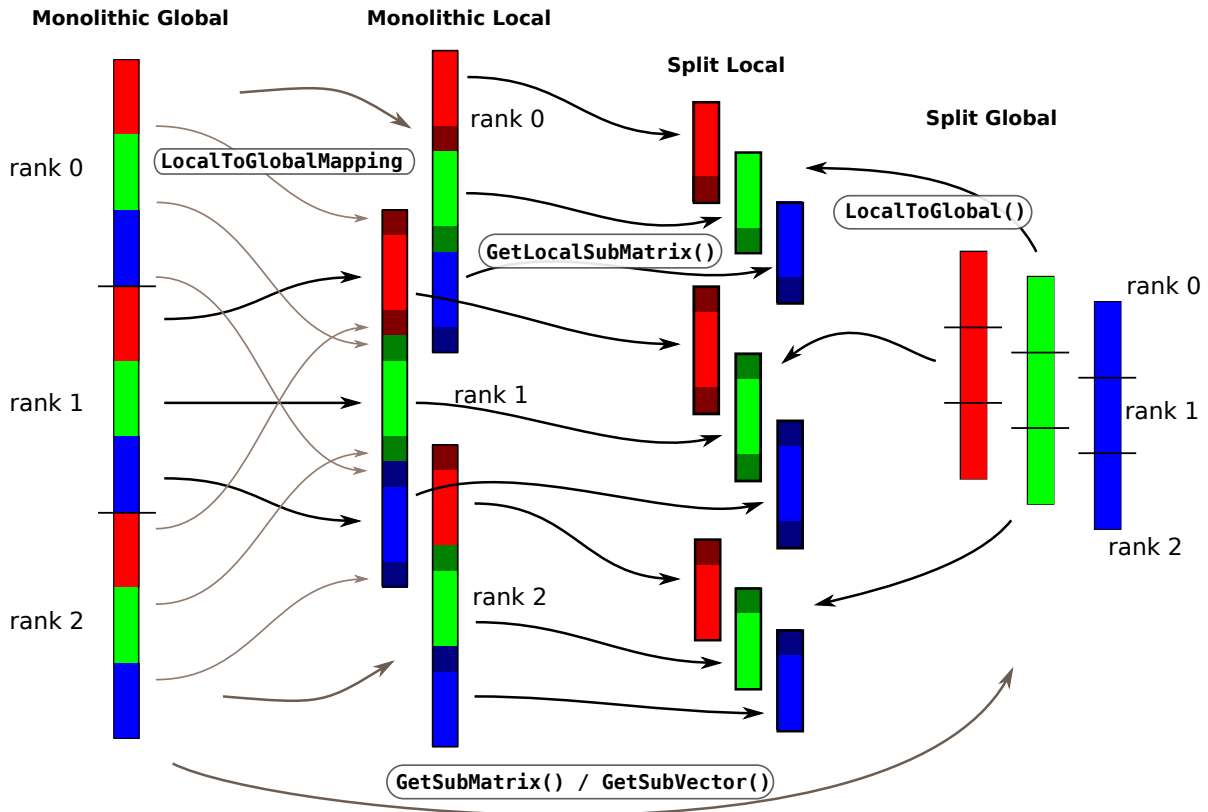 Monolithic Global
Monolithic Local
Split Local
Split Global
rank 0
LocalToGlobalMapping
rank 0
LocalToGlobal()
GetLocalSubMatrix()
rank 0
rank 1
rank 1
rank 1
rank 2
rank 2
rank 2
GetSubMatrix() / GetSubVector()